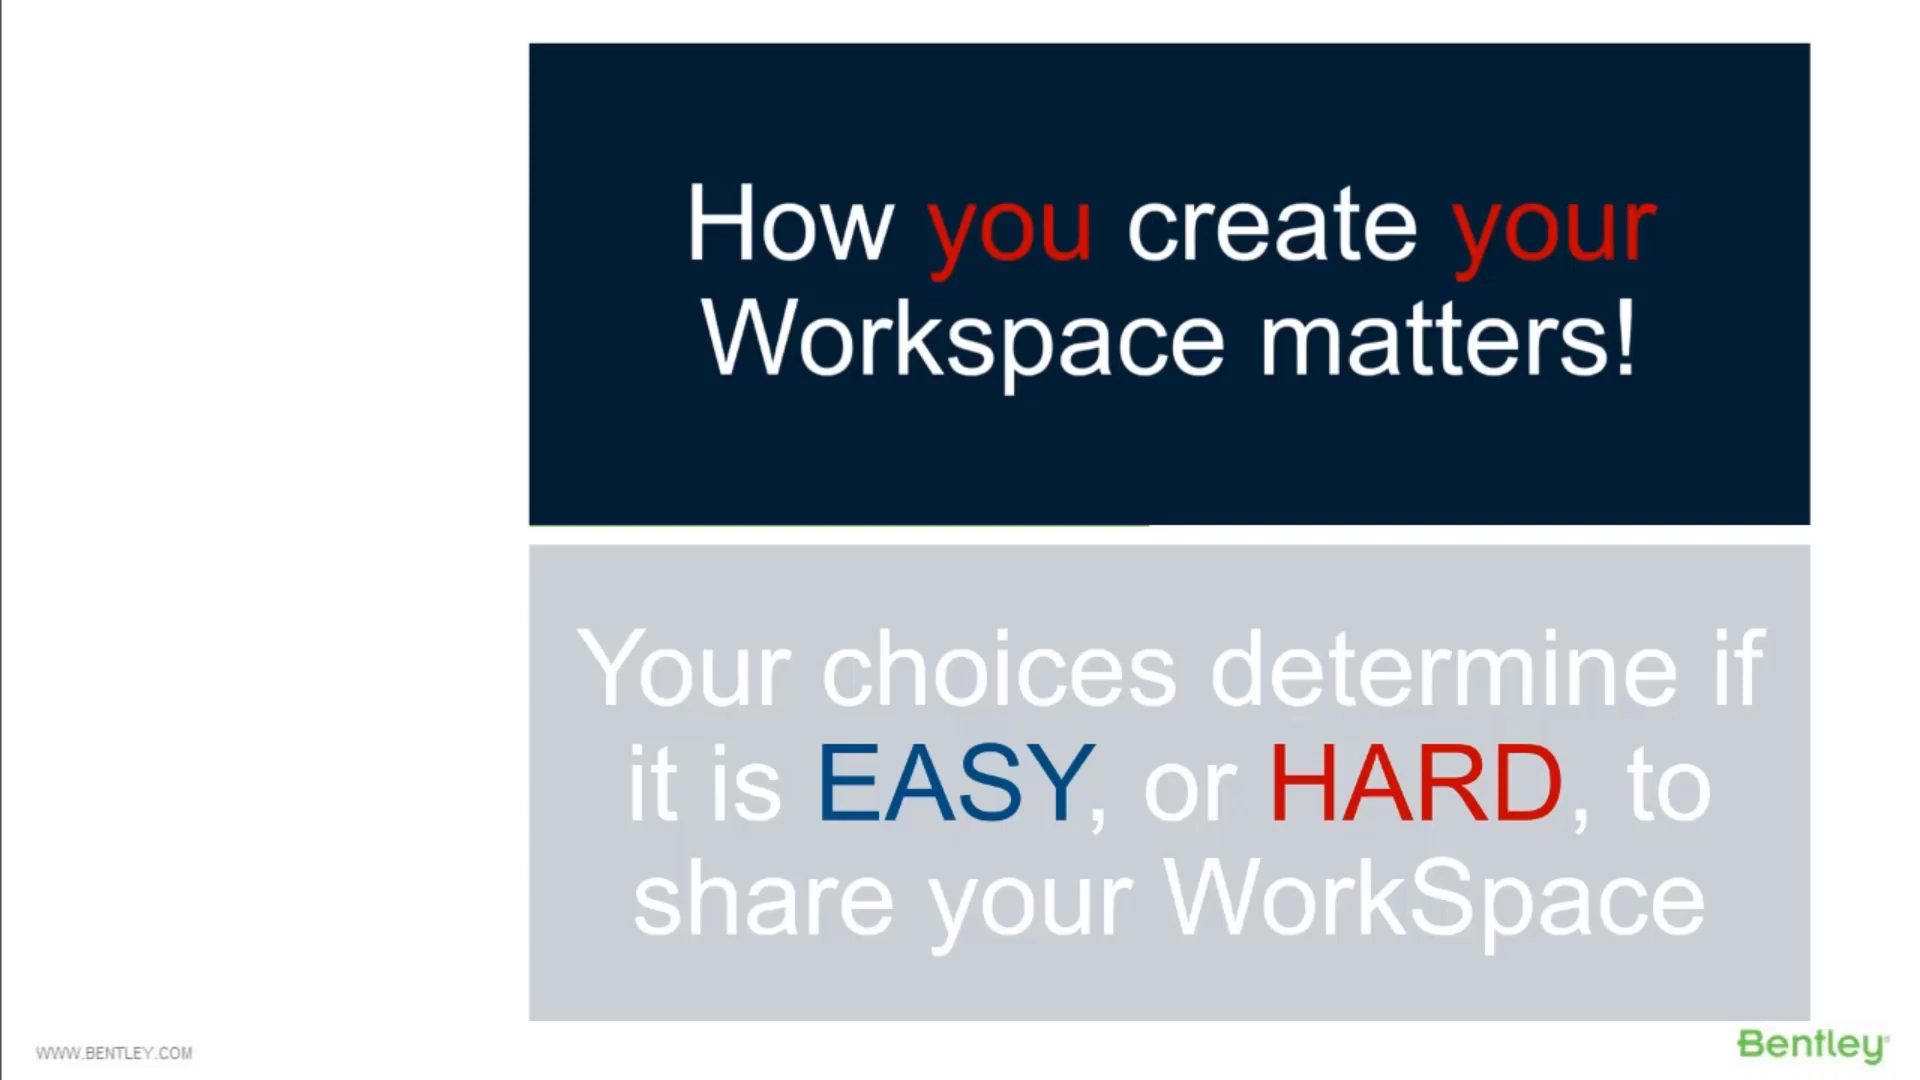 How you create your
Workspace matters!
Your choices determine if
it is EASY, or HARD, to
share your WorkSpace
WWW.BENTLEY.COM
Bentley®